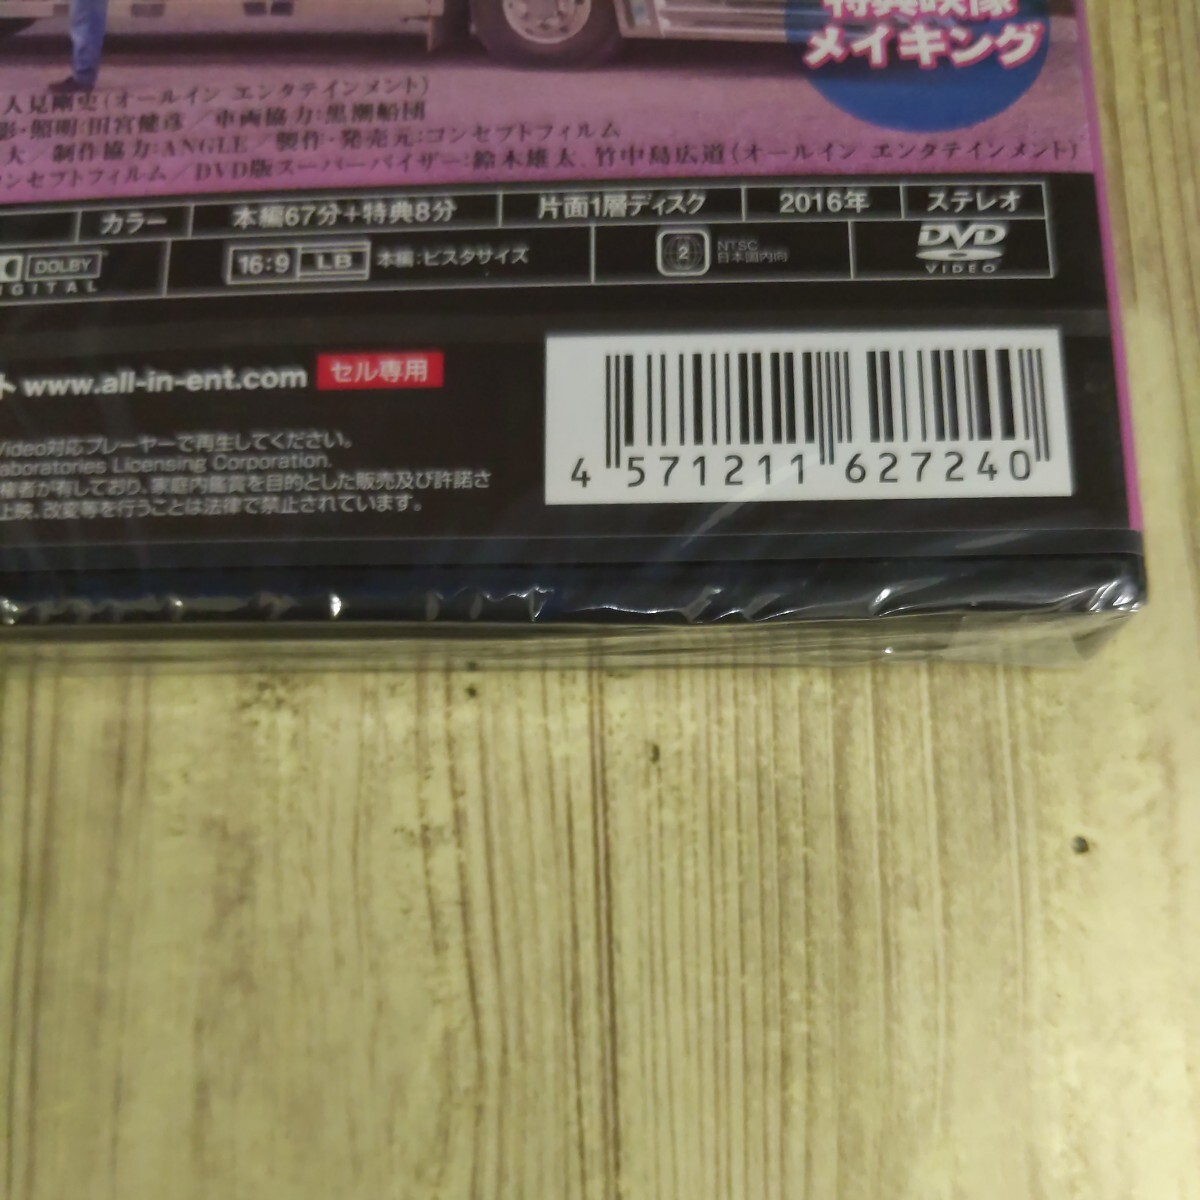 特典映像
メイキング
人見剛史(オールイン エンタテインメント)
影・照明:田宮健彦／車両協力:黒潮船団
大／制作協力:ANGLE／製作・発売元:コンセプトフィルム
コンセプトフィルム／DVD版スーパーバイザー:鈴木雄太、竹中島広道(オールイン エンタテインメント)
カラー 本編67分+特典8分 片面1層ディスク 2016年 ステレオ
DOLBY DIGITAL 16:9 LB 本編:ビスタサイズ 2 NTSC 日本国内向 DVD VIDEO
ト www.all-in-ent.com セル専用
Video対応プレーヤーで再生してください。
aboratories Licensing Corporation.
権者が有しており、家庭内鑑賞を目的とした販売及び許諾さ
上映、改変等を行うことは法律で禁止されています。
4 571211 627240